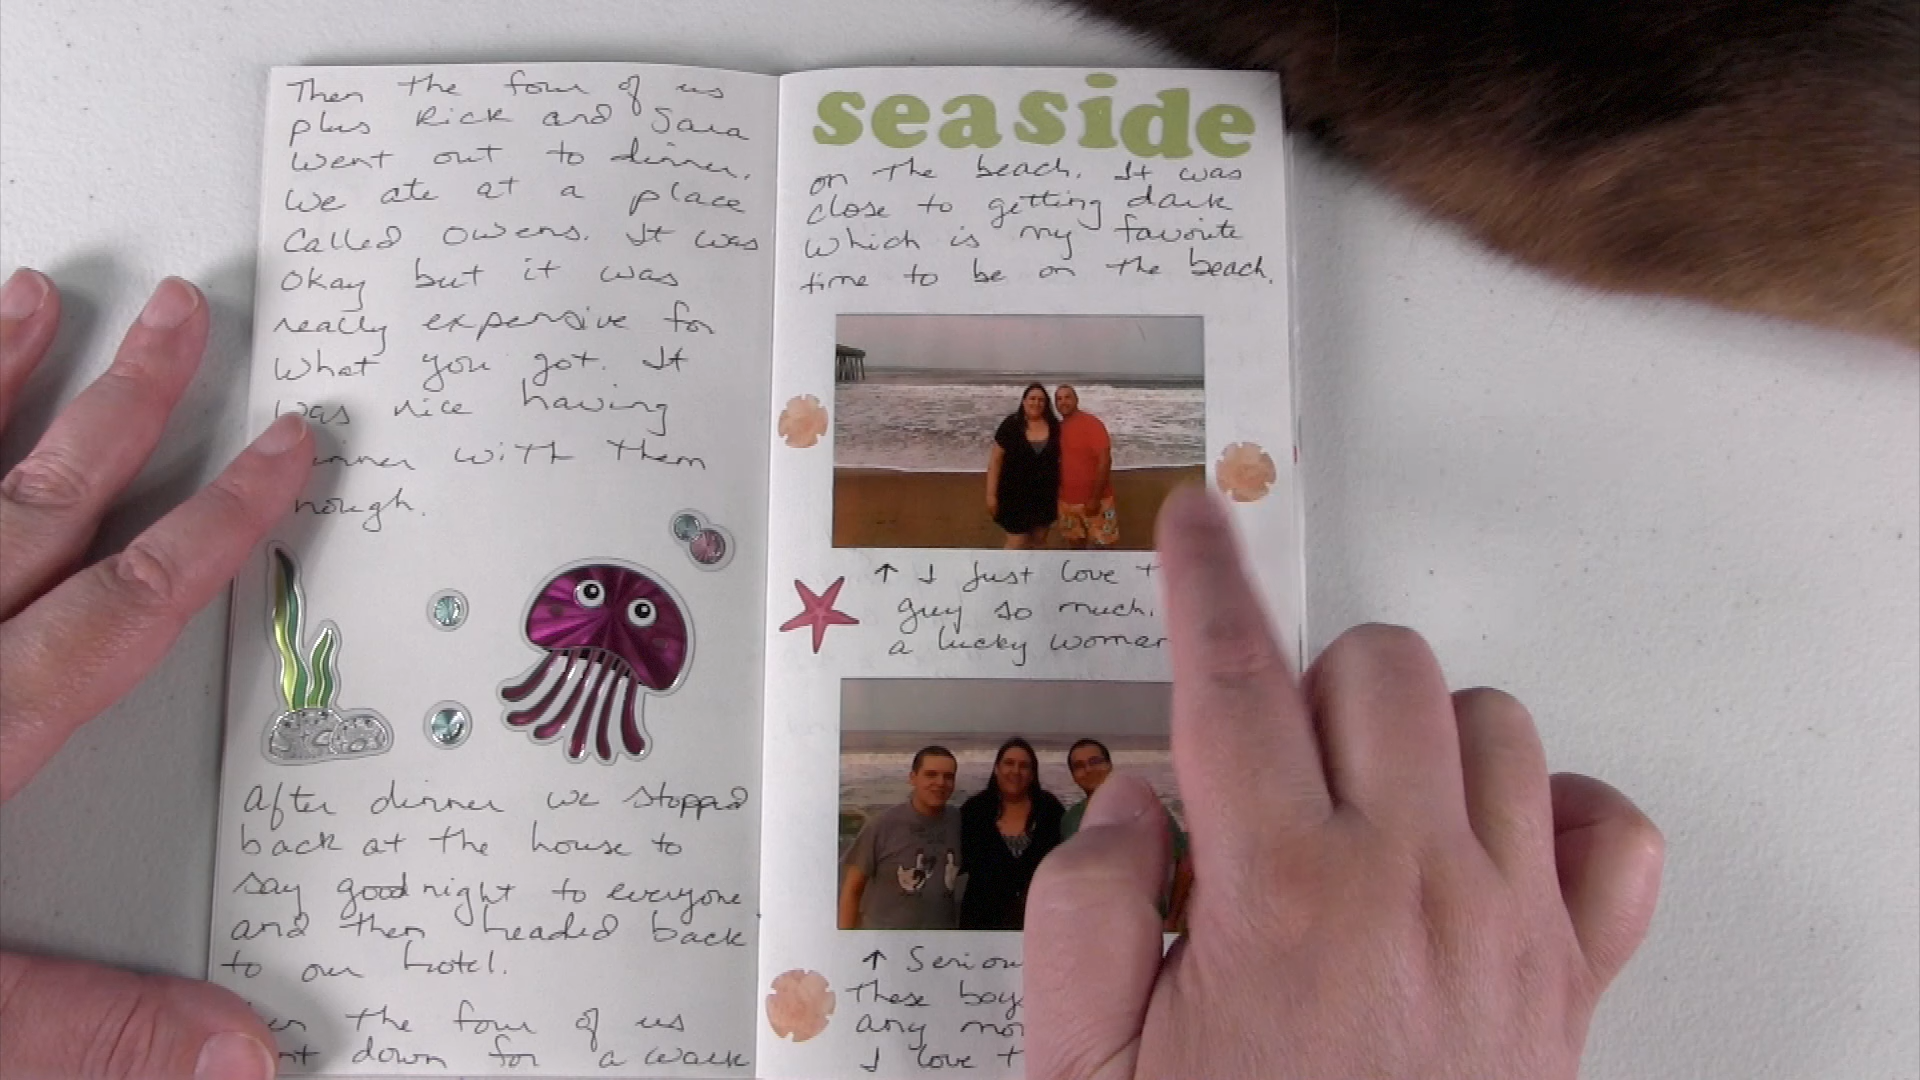 Then the four of us
plus Rick and Sara
went out to dinner.
We ate at a place
called Owens. It was
okay but it was
really expensive for
what you got. It
was nice having
with them
After dinner we stopped
back at the house to
say good night to everyone
and then headed back
to our hotel.
the four of us
down for a walk
seaside
on the beach. It was
close to getting dark
which is my favorite
time to be on the beach.
↑ I just love
guy so much.
a lucky
↑
these
any
I love